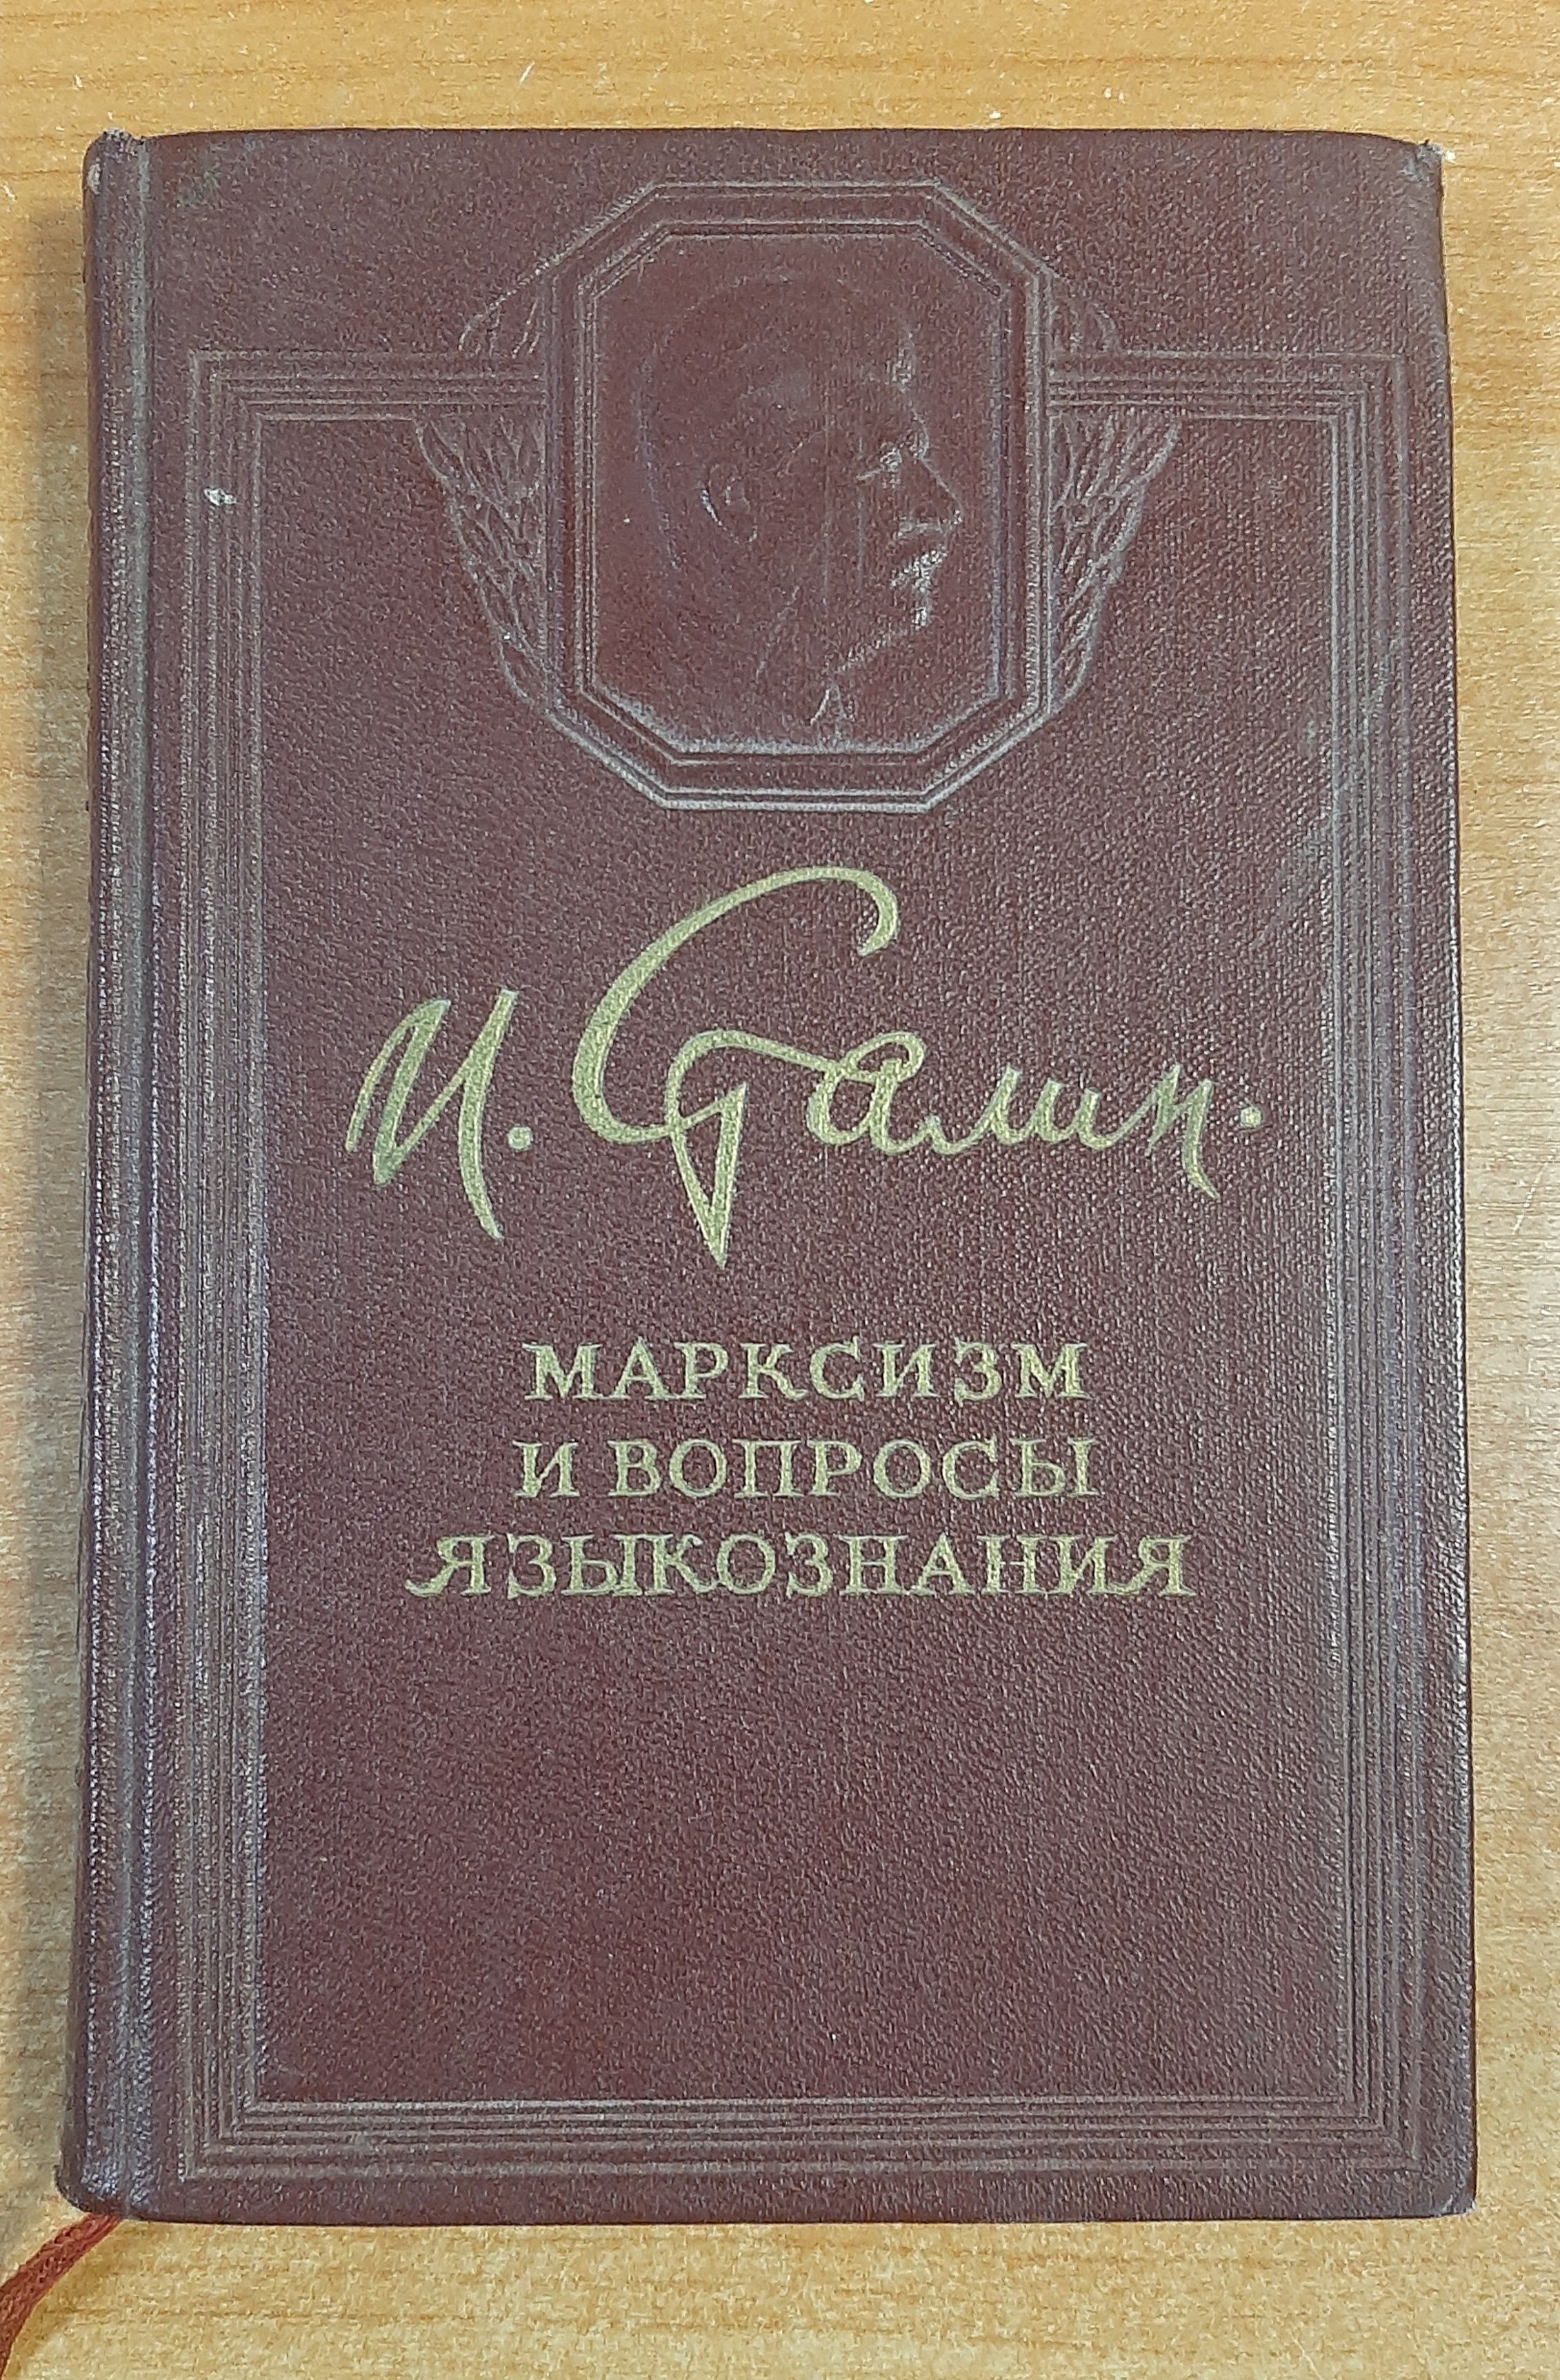 И. Сталин.
МАРКСИЗМ
И ВОПРОСЫ
ЯЗЫКОЗНАНИЯ